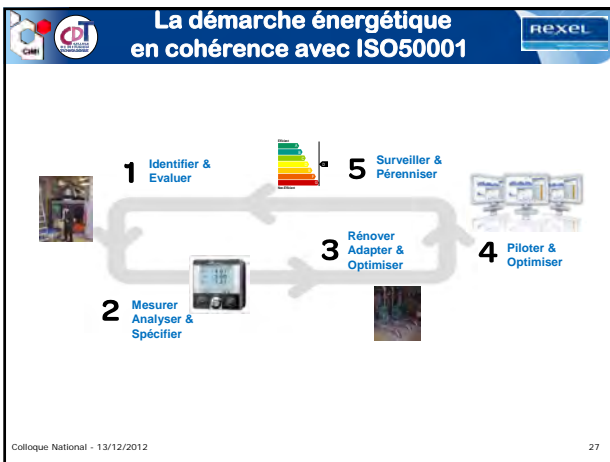 La démarche énergétique
en cohérence avec ISO50001
CDT
REXEL
1
Identifier &
Evaluer
5
Surveiller &
Pérenniser
3
Rénover
Adapter &
Optimiser
4
Piloter &
Optimiser
2
Mesurer
Analyser &
Spécifier
Colloque National - 13/12/2012
27